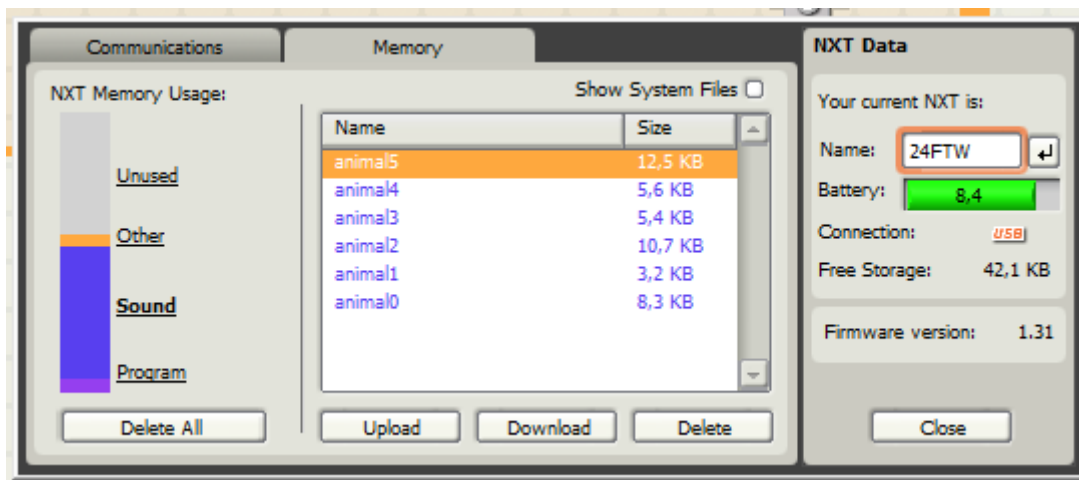 Communications
Memory
NXT Memory Usage:
Unused
Other
Sound
Program
Delete All
Show System Files
Name Size
animal5 12,5 KB
animal4 5,6 KB
animal3 5,4 KB
animal2 10,7 KB
animal1 3,2 KB
animal0 8,3 KB
Upload Download Delete
NXT Data
Your current NXT is:
Name: 24FTW
Battery: 8,4
Connection: USB
Free Storage: 42,1 KB
Firmware version: 1.31
Close